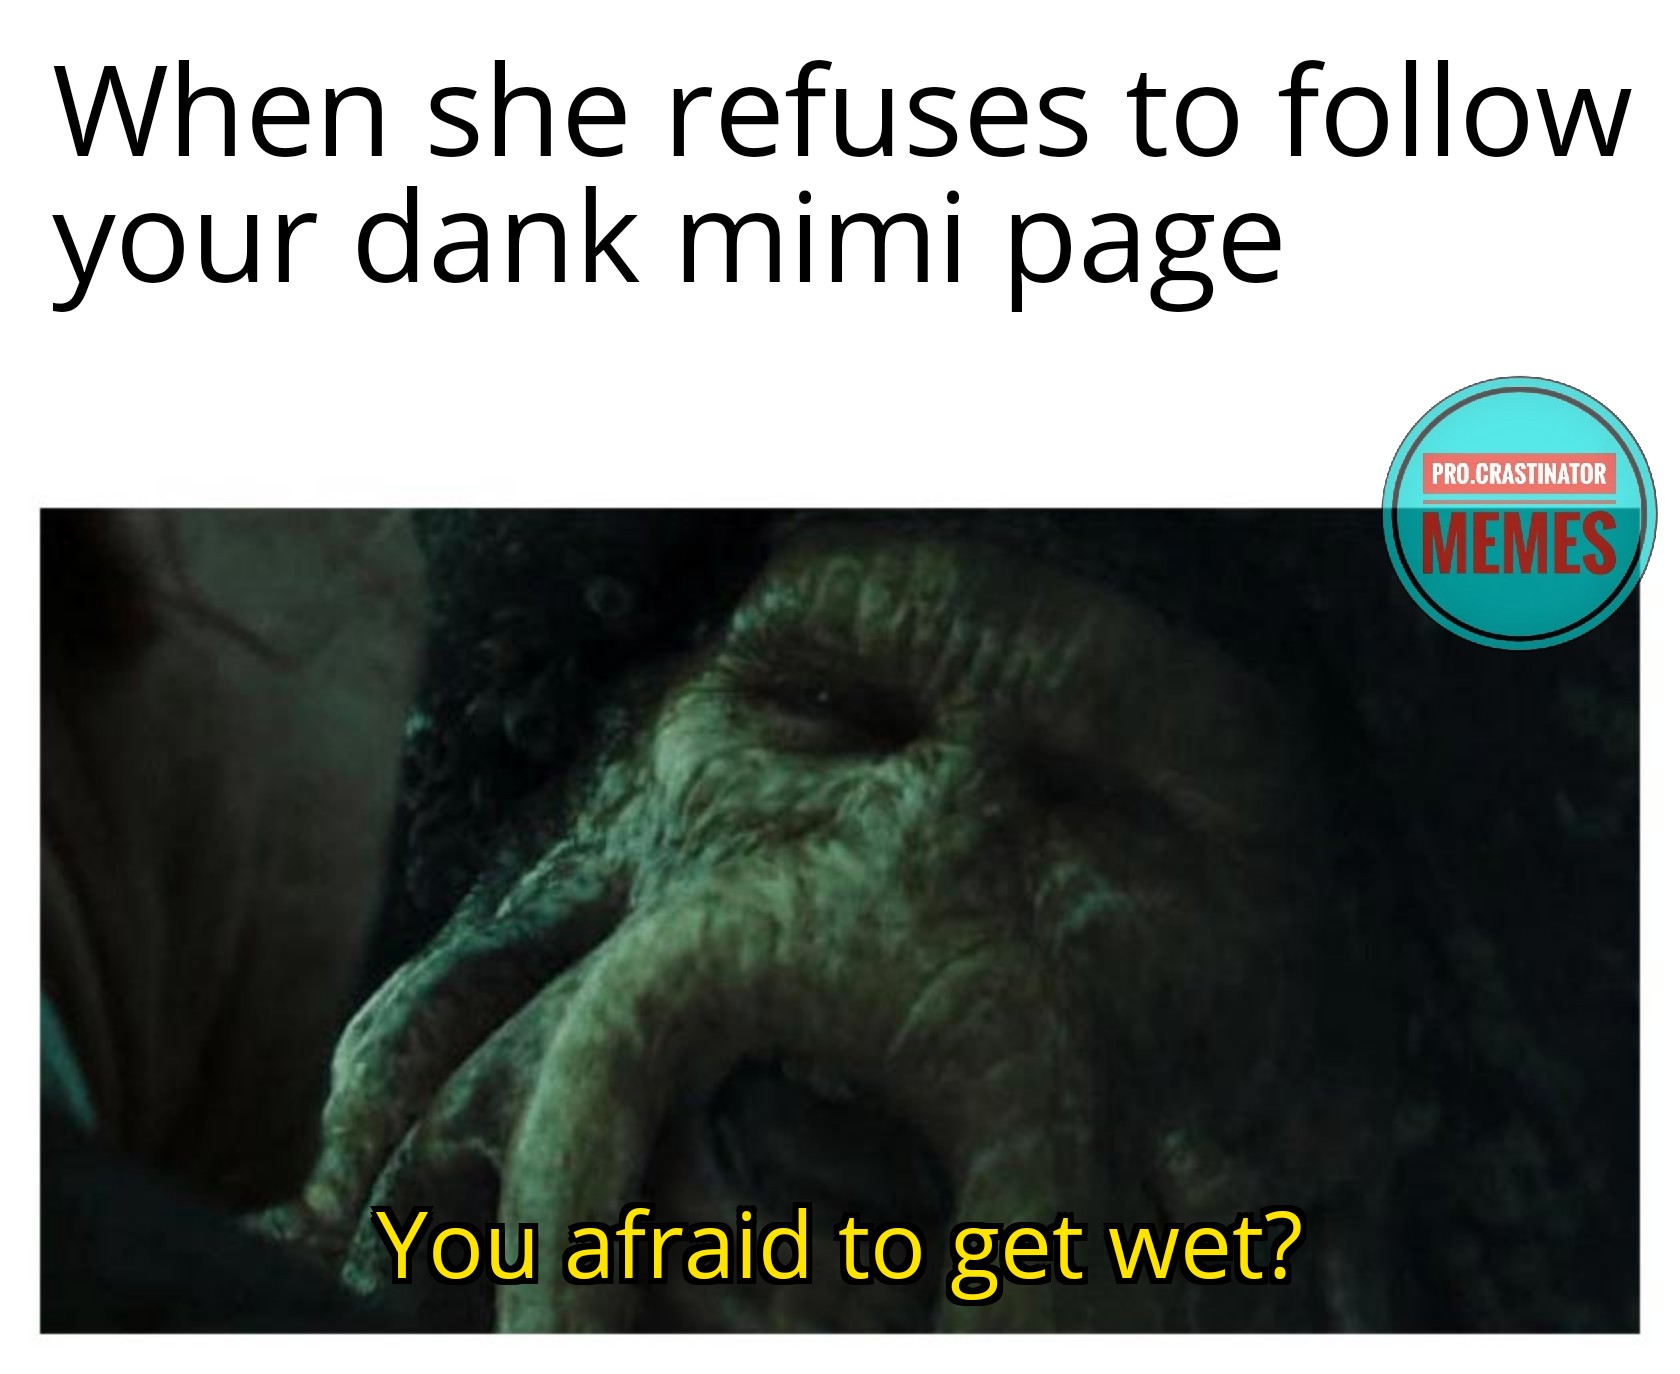 When she refuses to follow
your dank mimi page
PRO.CRASTINATOR
MEMES
You afraid to get wet?